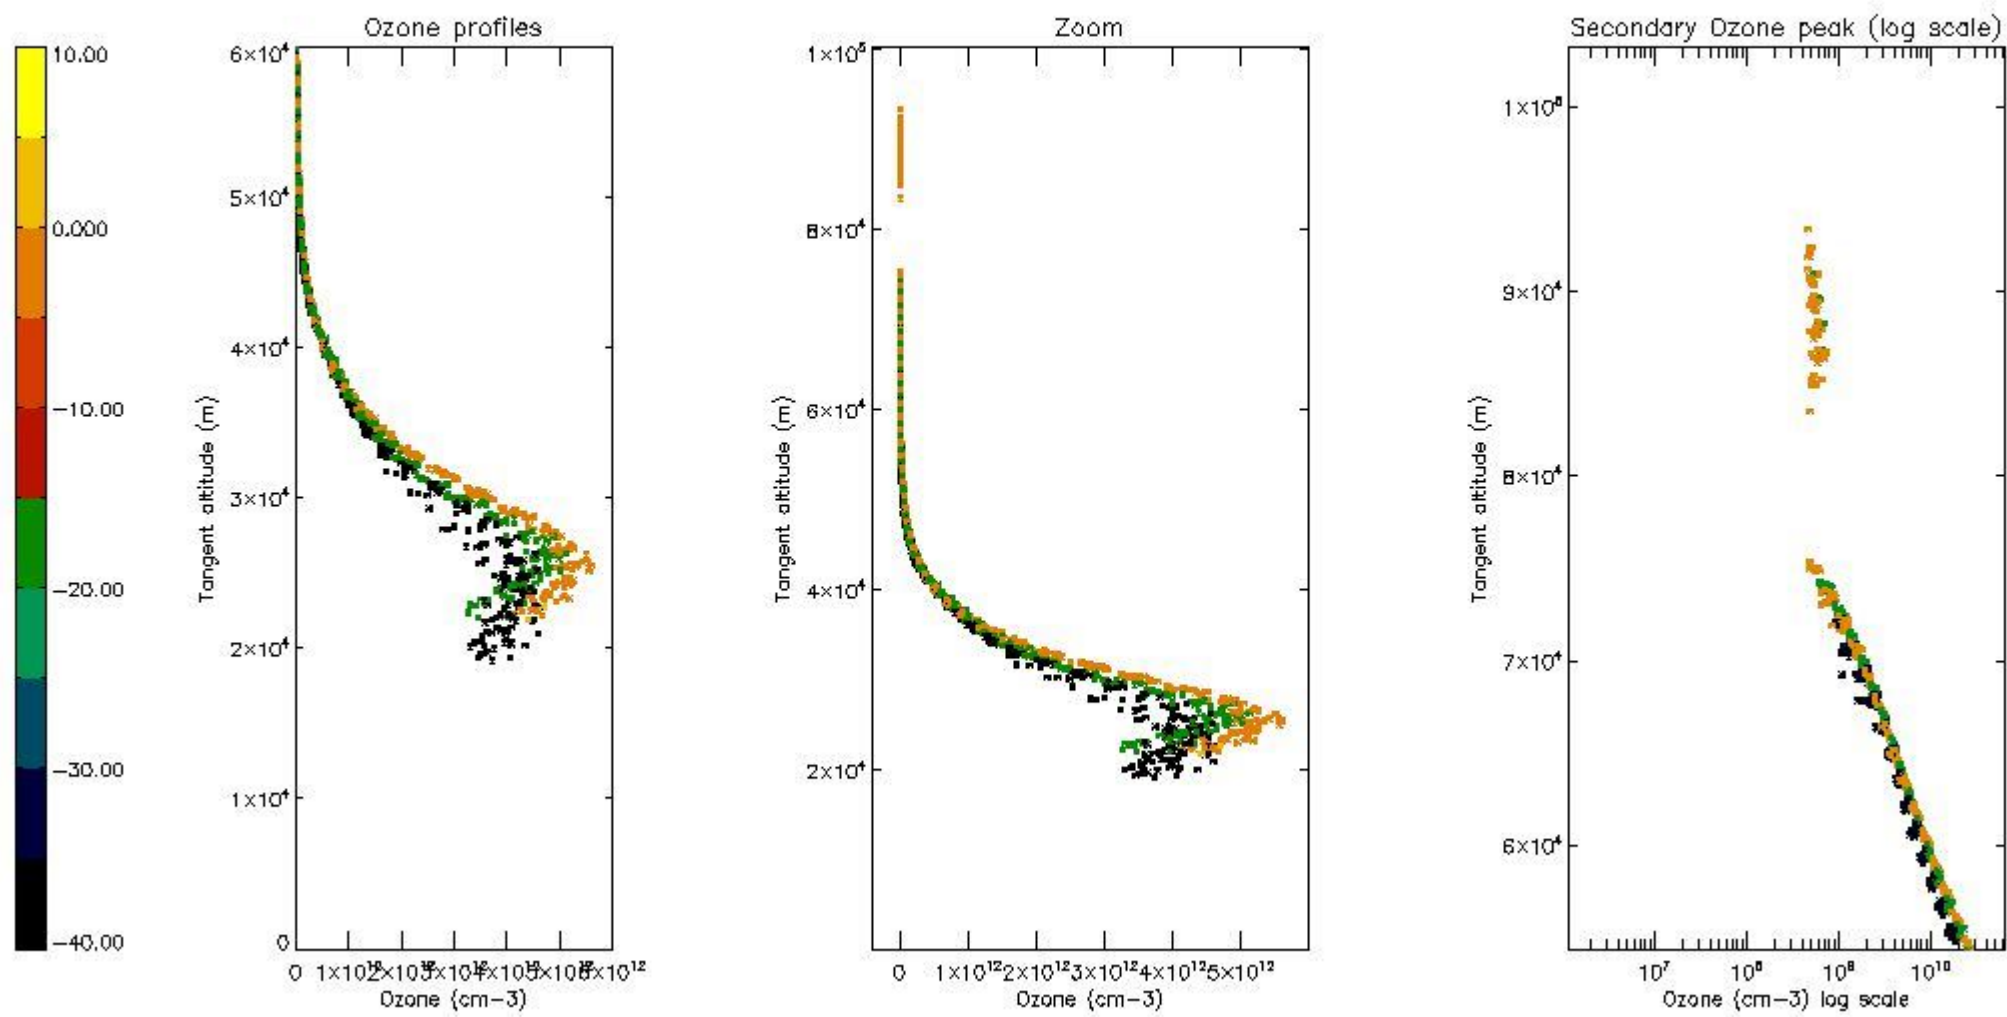 Ozone profiles
Zoom
Secondary Ozone peak (log scale)
10.00
0.000
-10.00
-20.00
-30.00
-40.00
6×10⁴
5×10⁴
4×10⁴
3×10⁴
2×10⁴
1×10⁴
0
Tangent altitude (m)
0 1×10¹²
6×10¹²
Ozone (cm-3)
1×10⁵
8×10⁴
6×10⁴
4×10⁴
2×10⁴
Tangent altitude (m)
0 1×10¹² 2×10¹² 3×10¹² 4×10¹² 5×10¹²
Ozone (cm-3)
9×10⁴
8×10⁴
7×10⁴
6×10⁴
Tangent altitude (m)
10⁷ 10⁸ 10⁹ 10¹⁰
Ozone (cm-3) log scale